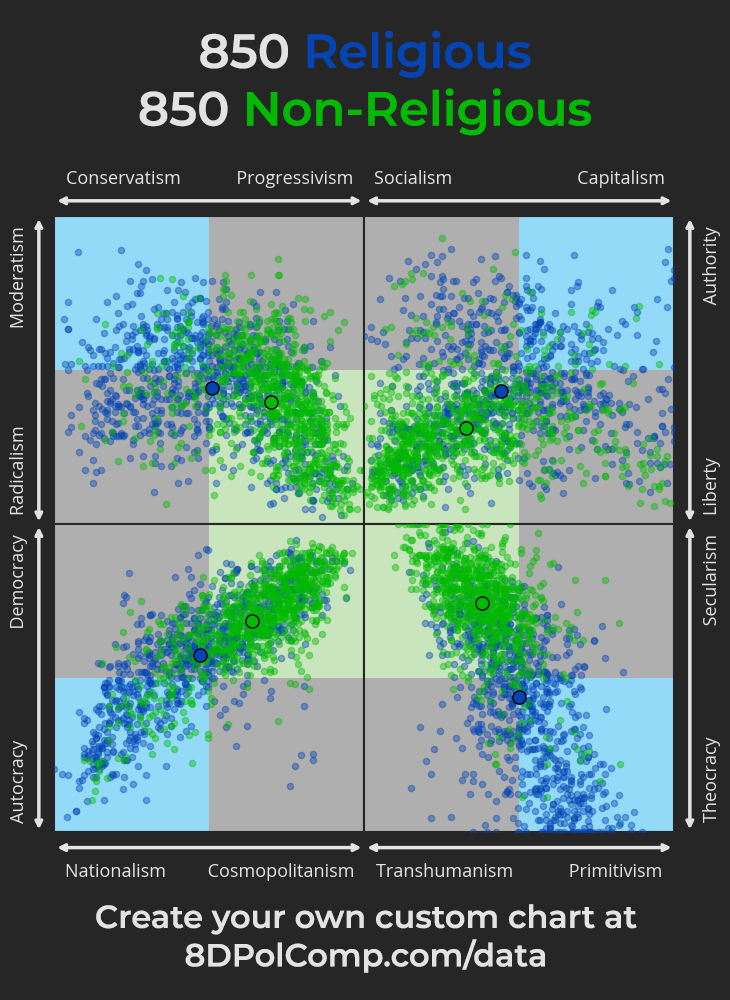 850 Religious
850 Non-Religious
Conservatism Progressivism Socialism Capitalism
Moderatism
Radicalism
Authority
Liberty
Democracy
Autocracy
Secularism
Theocracy
Nationalism Cosmopolitanism Transhumanism Primitivism
Create your own custom chart at
8DPolComp.com/data